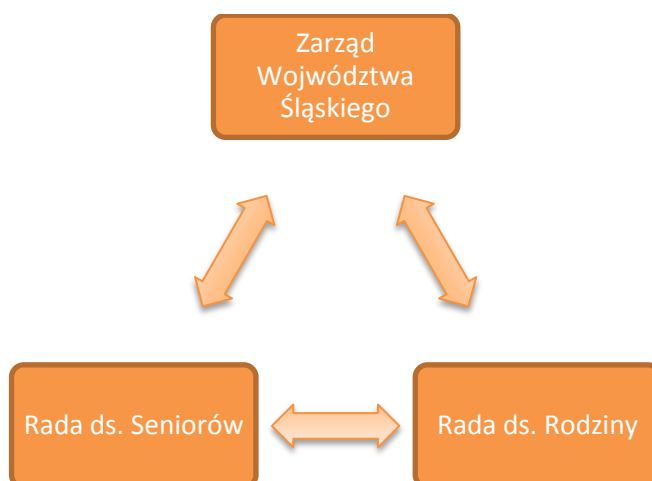 Zarząd
Województwa
Śląskiego
Rada ds. Seniorów
Rada ds. Rodziny